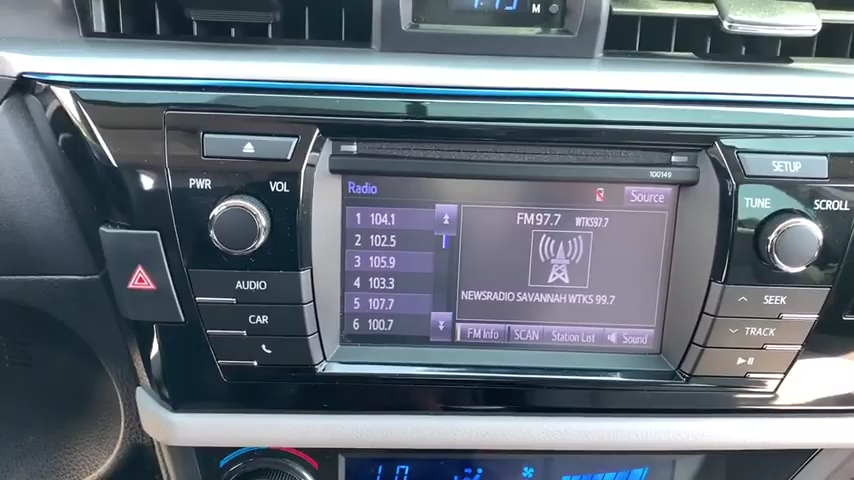 M
100149
SETUP
PWR
VOL
Radio
Source
TUNE
SCROLL
1 104.1
FM97.7 WTKS97.7
2 102.5
3 105.9
4 103.3
NEWSRADIO SAVANNAH WTKS 99.7
5 107.7
6 100.7
FM Info
SCAN
Station List
Sound
AUDIO
CAR
SEEK
TRACK